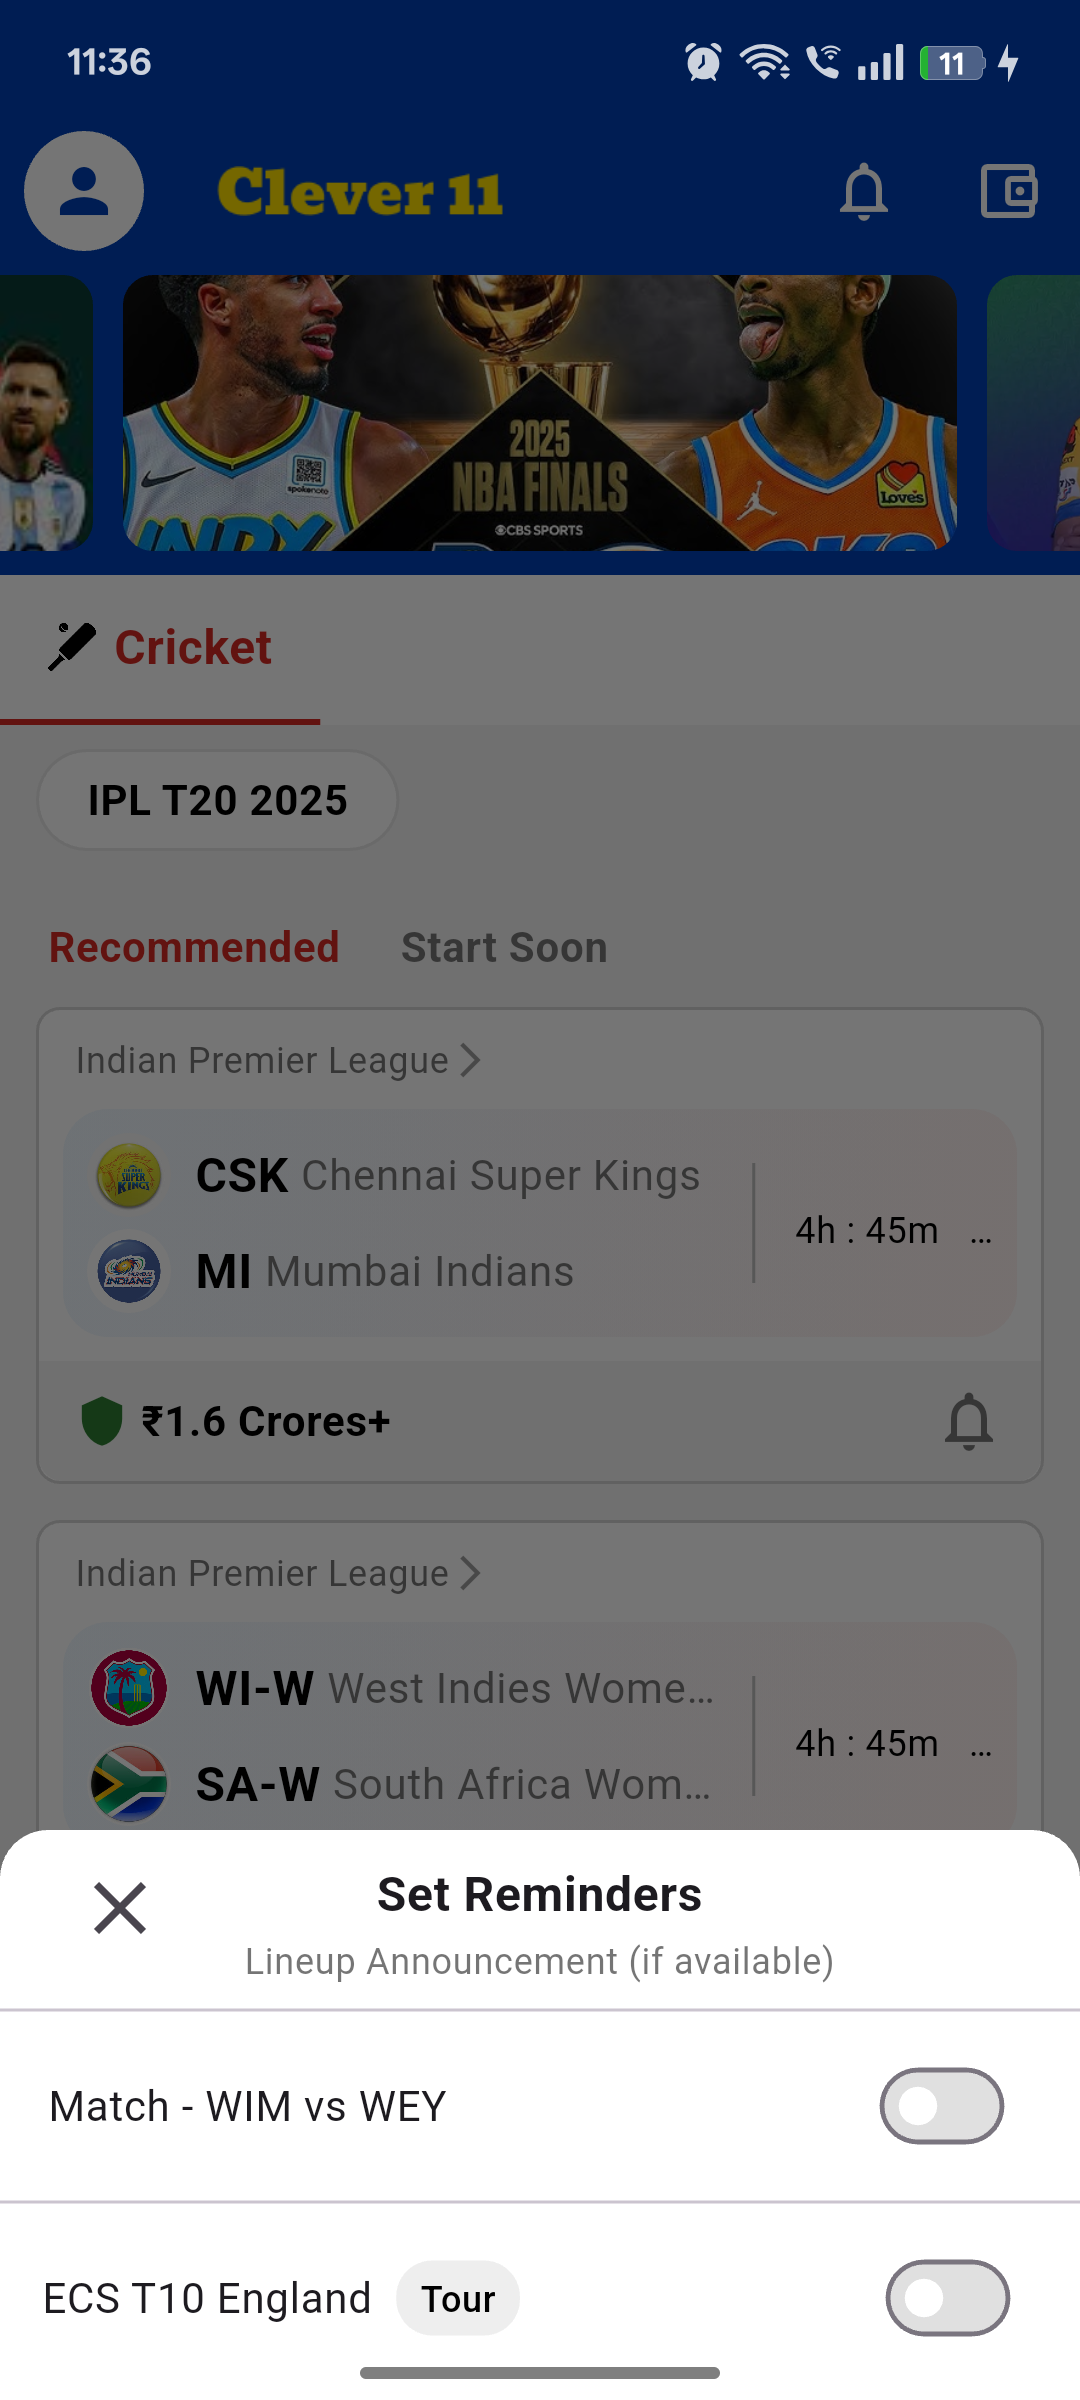 11:36
11
Clever 11
2025
NBA FINALS
CBS SPORTS
spokenote
Love's
INDY
Cricket
IPL T20 2025
Recommended Start Soon
Indian Premier League
CSK Chennai Super Kings
4h : 45m ...
MI Mumbai Indians
₹1.6 Crores+
Indian Premier League
WI-W West Indies Wome...
4h : 45m ...
SA-W South Africa Wom...
Set Reminders
Lineup Announcement (if available)
Match - WIM vs WEY
ECS T10 England Tour